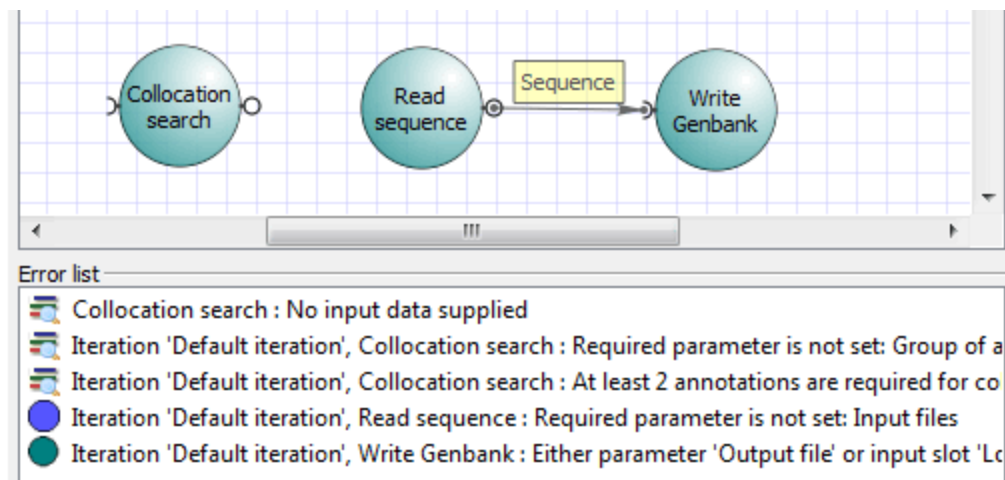 Collocation
search
Read
sequence
Sequence
Write
Genbank
Error list
Collocation search : No input data supplied
Iteration 'Default iteration', Collocation search : Required parameter is not set: Group of a
Iteration 'Default iteration', Collocation search : At least 2 annotations are required for co
Iteration 'Default iteration', Read sequence : Required parameter is not set: Input files
Iteration 'Default iteration', Write Genbank : Either parameter 'Output file' or input slot 'Lo